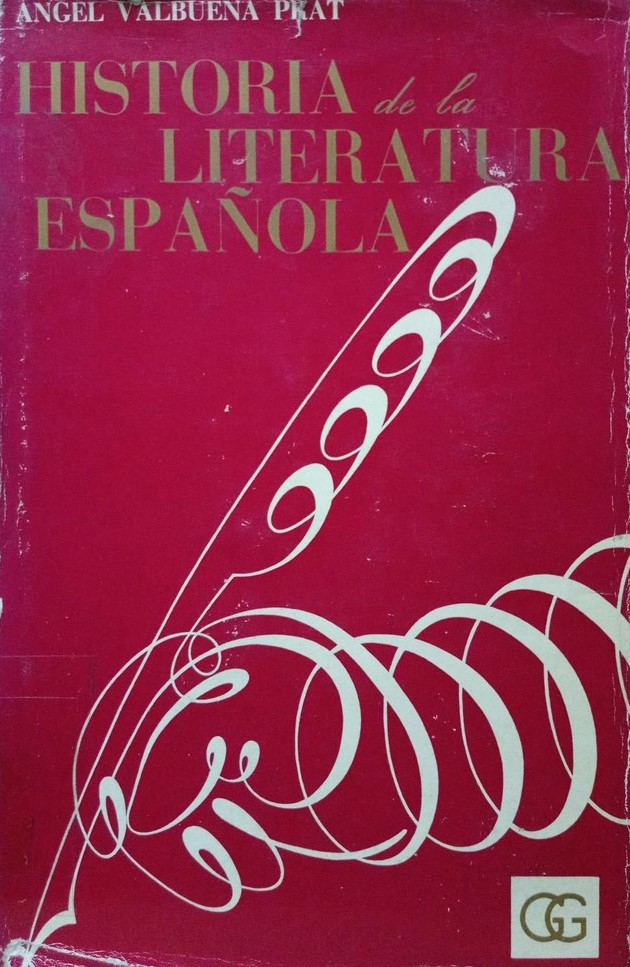 ANGEL VALBUENA PRAT
HISTORIA de la
LITERATURA
ESPAÑOLA
GG